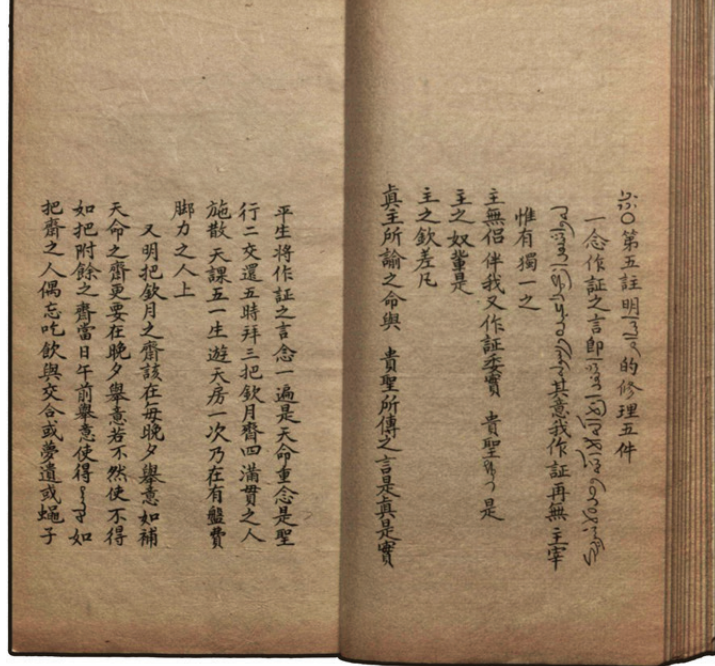 ○第五註明 的修理五件
一念作証之言即
其意我作証再無主宰
惟有獨一之
主無侶伴我又作証委實 貴聖 是
主之奴輩是
主之欽差凡
眞主所諭之命與 貴聖所傳之言是眞是實
平生將作証之言念一遍是天命重念是聖
行二交還五時拜三把欽月齋四滿貫之人
施散 天課五一生遊天房一次乃在有盤費
脚力之人上
又明把欽月之齋該在每晚夕舉意如補
天命之齋更要在晚夕舉意若不然使不得
如把附餘之齋當日午前舉意使得 如
把齋之人偶忘吃飲與交合或夢遺或蠅子